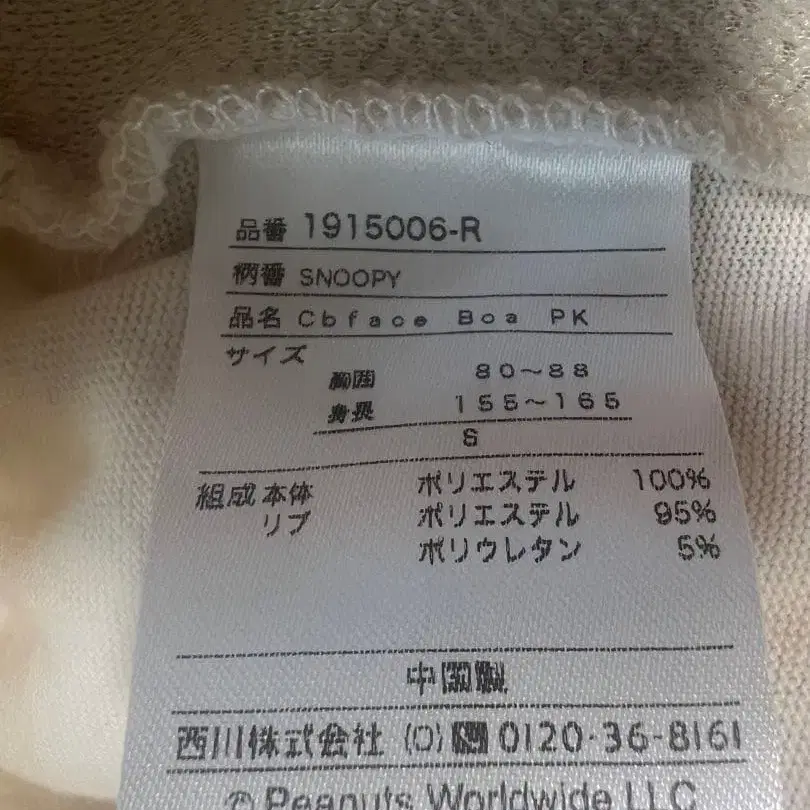 品番 1915006-R
柄番 SNOOPY
品名 Cbface Boa PK
サイズ
胸囲 80～88
身長 155～165
S
組成 本体 ポリエステル 100%
リブ ポリエステル 95%
ポリウレタン 5%
中国製
西川株式会社 (O) 0120-36-8161
© Peanuts Worldwide LLC